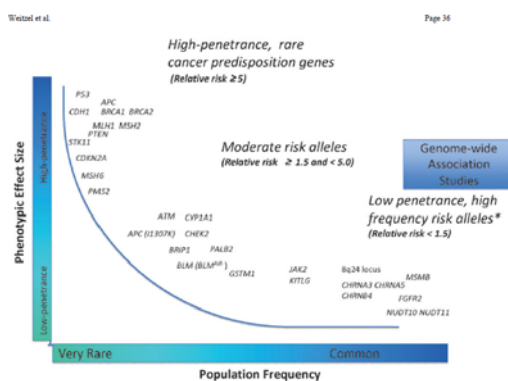 Weitzel et al.
Page 36
High-penetrance, rare
cancer predisposition genes
(Relative risk ≥ 5)
P53
APC
CDH1 BRCA1 BRCA2
MLH1 MSH2
PTEN
STK11
CDKN2A
MSH6
PMS2
Moderate risk alleles
(Relative risk ≥ 1.5 and < 5.0)
Genome-wide
Association
Studies
Low penetrance, high
frequency risk alleles*
(Relative risk < 1.5)
ATM CYP1A1
APC (I1307K) CHEK2
BRIP1 PALB2
BLM (BLM
GSTM1
JAK2
KITLG
8q24 locus
MSMB
CHRNA3 CHRNA5
CHRNB4
FGFR2
NUDT10 NUDT11
Phenotypic Effect Size
High-penetrance
Low-penetrance
Very Rare
Common
Population Frequency